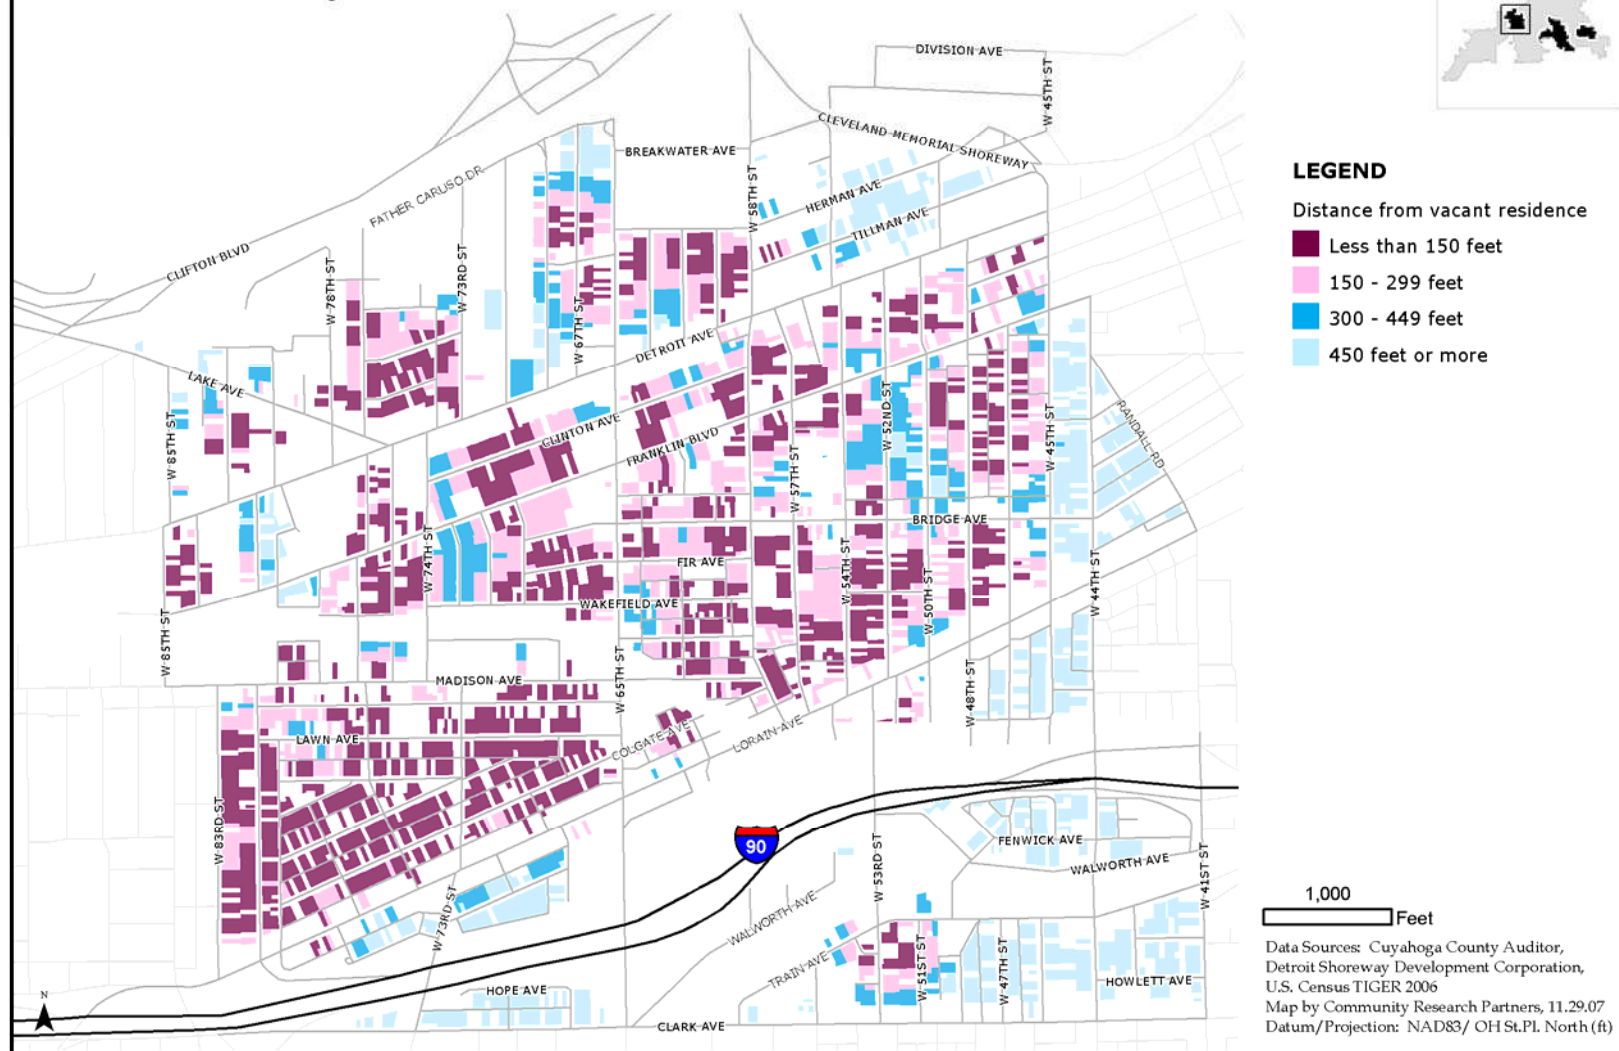 DIVISION AVE
W 45TH ST
CLEVELAND MEMORIAL SHOREWAY
BREAKWATER AVE
FATHER CARUSO DR
W 58TH ST
HERMAN AVE
TILLMAN AVE
CLIFTON BLVD
W 78TH ST
W 73RD ST
W 67TH ST
DETROIT AVE
LAKE AVE
W 85TH ST
CLINTON AVE
FRANKLIN BLVD
W 52ND ST
W 45TH ST
RANDALL RD
W 57TH ST
BRIDGE AVE
W 74TH ST
FIR AVE
W 54TH ST
W 50TH ST
W 44TH ST
WAKEFIELD AVE
W 85TH ST
MADISON AVE
W 65TH ST
W 48TH ST
LAWN AVE
COLGATE AVE
LORAIN AVE
W 83RD ST
90
W 53RD ST
FENWICK AVE
WALWORTH AVE
W 41ST ST
W 73RD ST
WALWORTH AVE
TRAIN AVE
W 51ST ST
W 47TH ST
HOWLETT AVE
HOPE AVE
CLARK AVE
N
LEGEND
Distance from vacant residence
Less than 150 feet
150 - 299 feet
300 - 449 feet
450 feet or more
1,000
Feet
Data Sources: Cuyahoga County Auditor,
Detroit Shoreway Development Corporation,
U.S. Census TIGER 2006
Map by Community Research Partners, 11.29.07
Datum/Projection: NAD83/ OH St.Pl. North (ft)